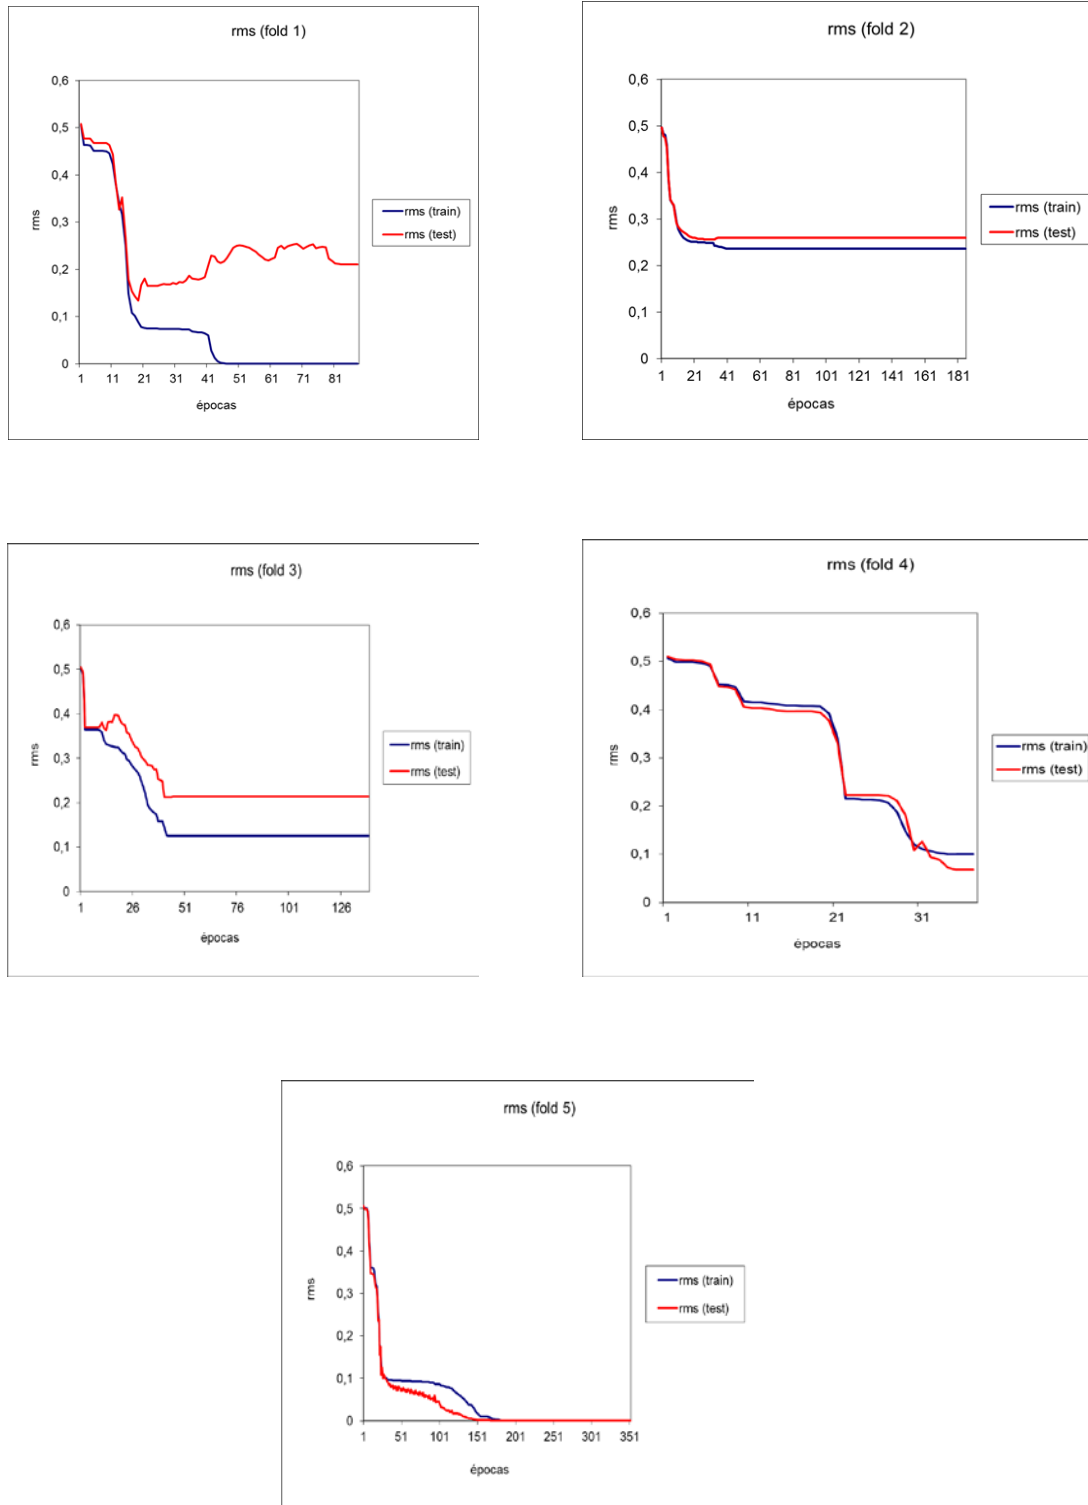 rms (fold 1)
0,6
0,5
0,4
0,3
0,2
0,1
0
rms
1 11 21 31 41 51 61 71 81
épocas
rms (train)
rms (test)
rms (fold 2)
0,6
0,5
0,4
0,3
0,2
0,1
0
rms
1 21 41 61 81 101 121 141 161 181
épocas
rms (train)
rms (test)
rms (fold 3)
0,6
0,5
0,4
0,3
0,2
0,1
0
rms
1 26 51 76 101 126
épocas
rms (train)
rms (test)
rms (fold 4)
0,6
0,5
0,4
0,3
0,2
0,1
0
rms
1 11 21 31
épocas
rms (train)
rms (test)
rms (fold 5)
0,6
0,5
0,4
0,3
0,2
0,1
0
rms
1 51 101 151 201 251 301 351
épocas
rms (train)
rms (test)